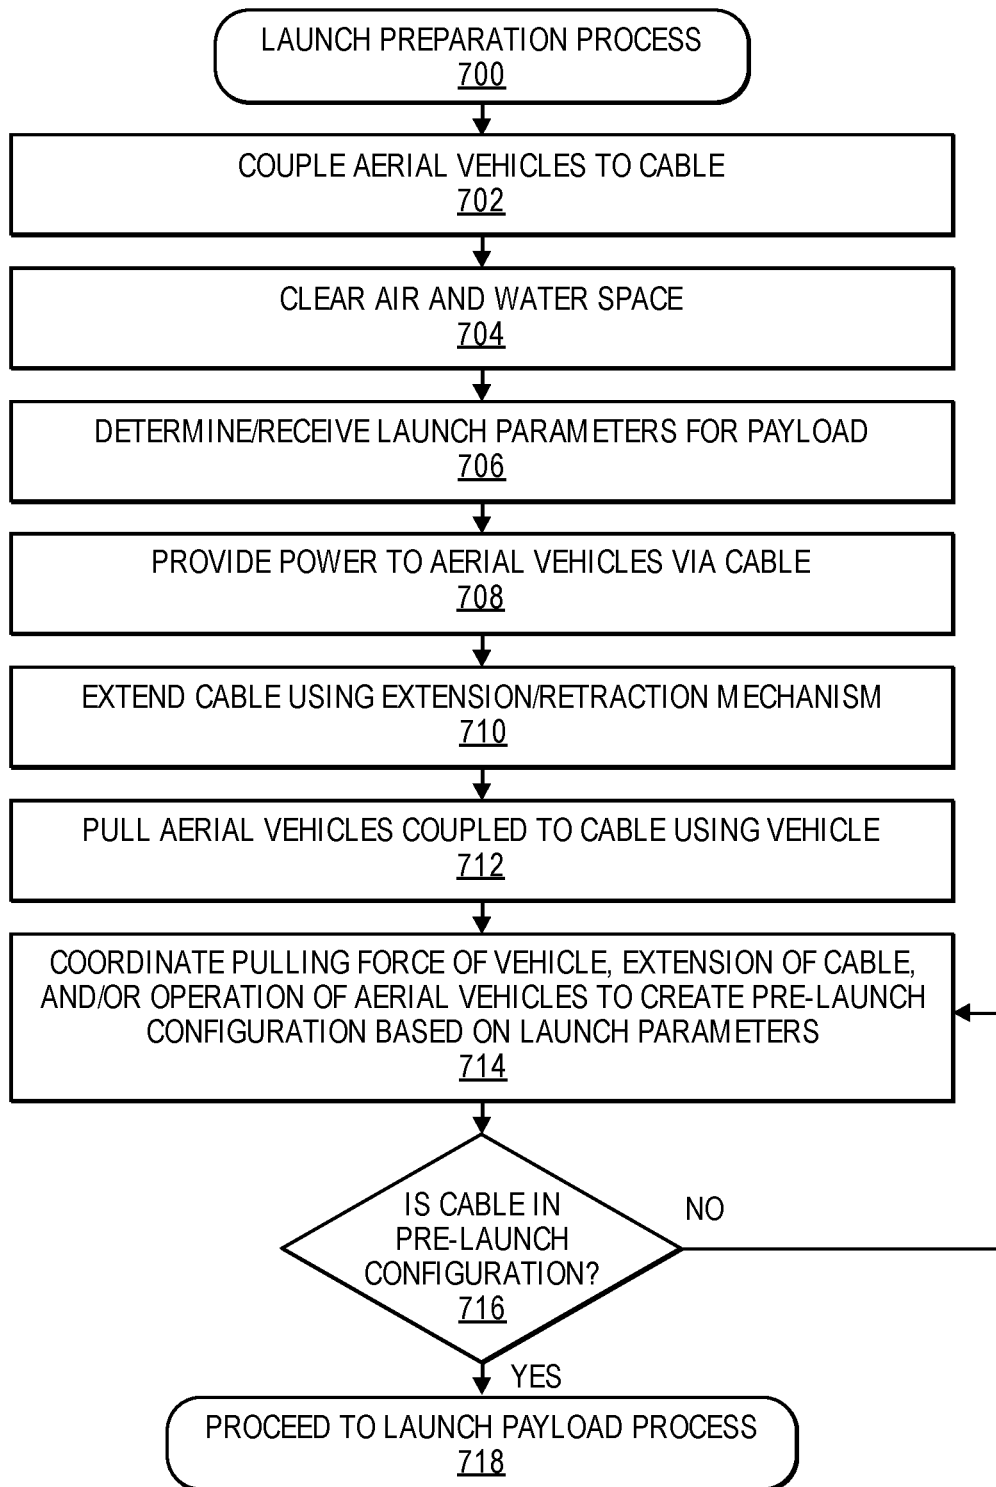 LAUNCH PREPARATION PROCESS
700
COUPLE AERIAL VEHICLES TO CABLE
702
CLEAR AIR AND WATER SPACE
704
DETERMINE/RECEIVE LAUNCH PARAMETERS FOR PAYLOAD
706
PROVIDE POWER TO AERIAL VEHICLES VIA CABLE
708
EXTEND CABLE USING EXTENSION/RETRACTION MECHANISM
710
PULL AERIAL VEHICLES COUPLED TO CABLE USING VEHICLE
712
COORDINATE PULLING FORCE OF VEHICLE, EXTENSION OF CABLE,
AND/OR OPERATION OF AERIAL VEHICLES TO CREATE PRE-LAUNCH
CONFIGURATION BASED ON LAUNCH PARAMETERS
714
IS CABLE IN
PRE-LAUNCH
CONFIGURATION?
716
NO
YES
PROCEED TO LAUNCH PAYLOAD PROCESS
718